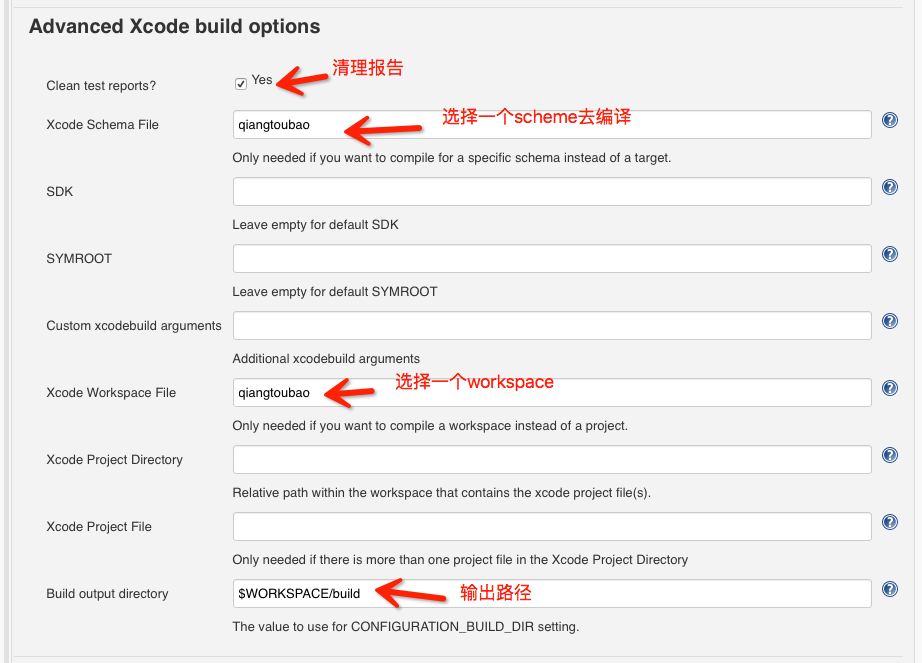 Advanced Xcode build options
Clean test reports? Yes 清理报告
Xcode Schema File qiangtoubao 选择一个scheme去编译
Only needed if you want to compile for a specific schema instead of a target.
SDK
Leave empty for default SDK
SYMROOT
Leave empty for default SYMROOT
Custom xcodebuild arguments
Additional xcodebuild arguments
Xcode Workspace File qiangtoubao 选择一个workspace
Only needed if you want to compile a workspace instead of a project.
Xcode Project Directory
Relative path within the workspace that contains the xcode project file(s).
Xcode Project File
Only needed if there is more than one project file in the Xcode Project Directory
Build output directory $WORKSPACE/build 输出路径
The value to use for CONFIGURATION_BUILD_DIR setting.